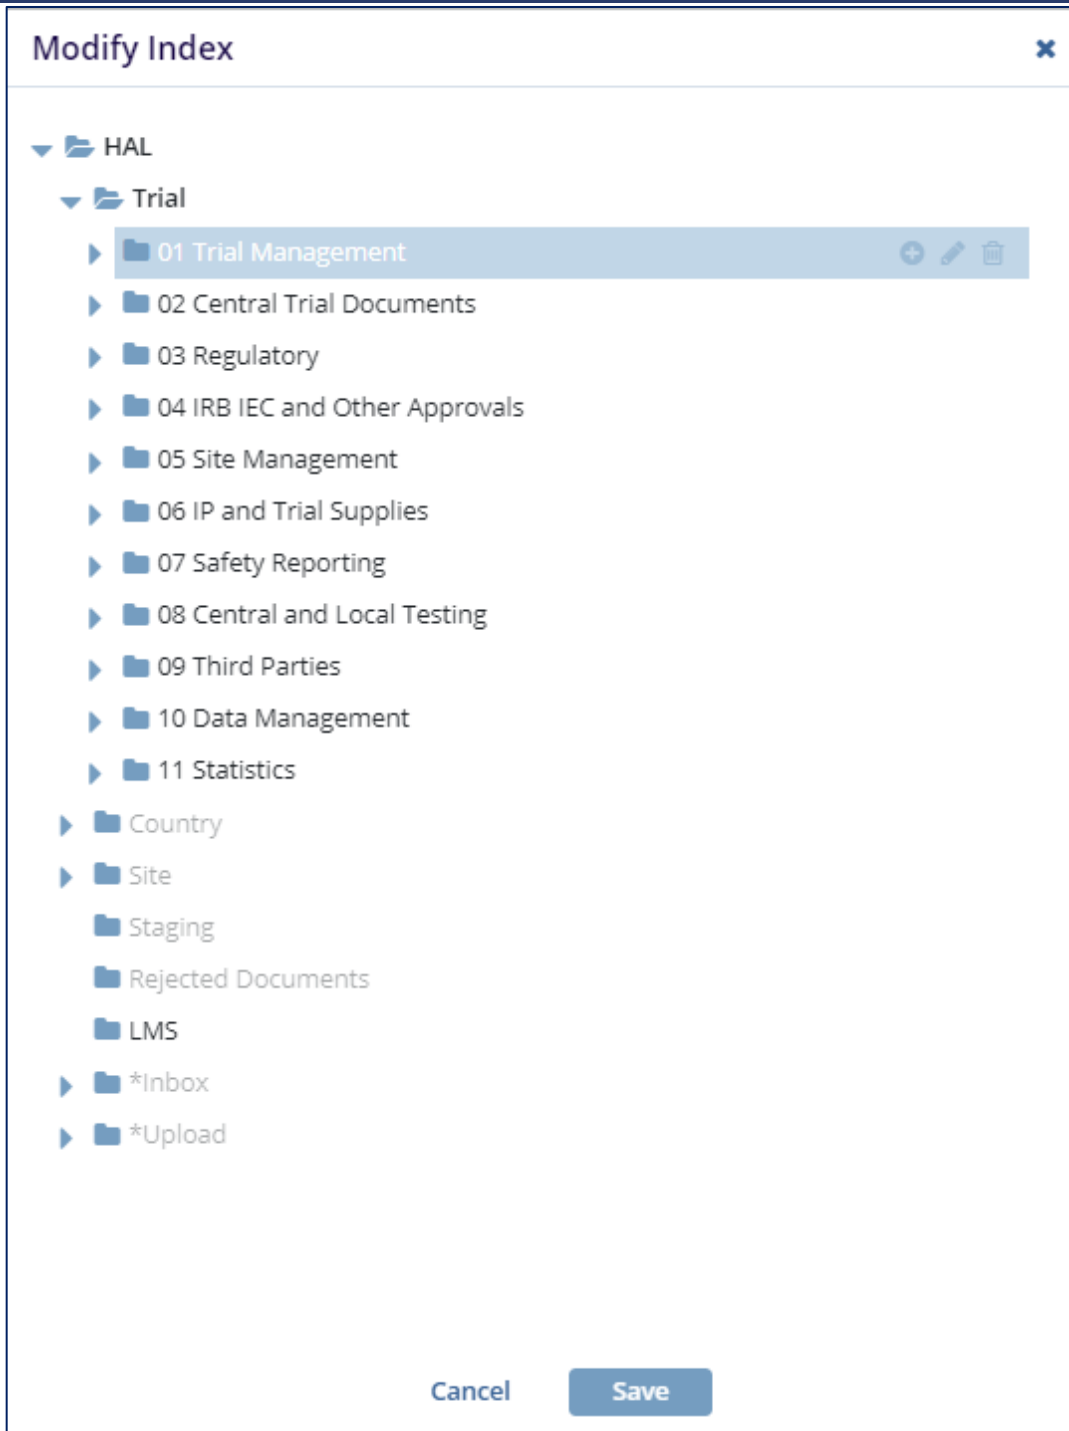 Modify Index
HAL
Trial
01 Trial Management
02 Central Trial Documents
03 Regulatory
04 IRB IEC and Other Approvals
05 Site Management
06 IP and Trial Supplies
07 Safety Reporting
08 Central and Local Testing
09 Third Parties
10 Data Management
11 Statistics
Country
Site
Staging
Rejected Documents
LMS
*Inbox
*Upload
Cancel Save